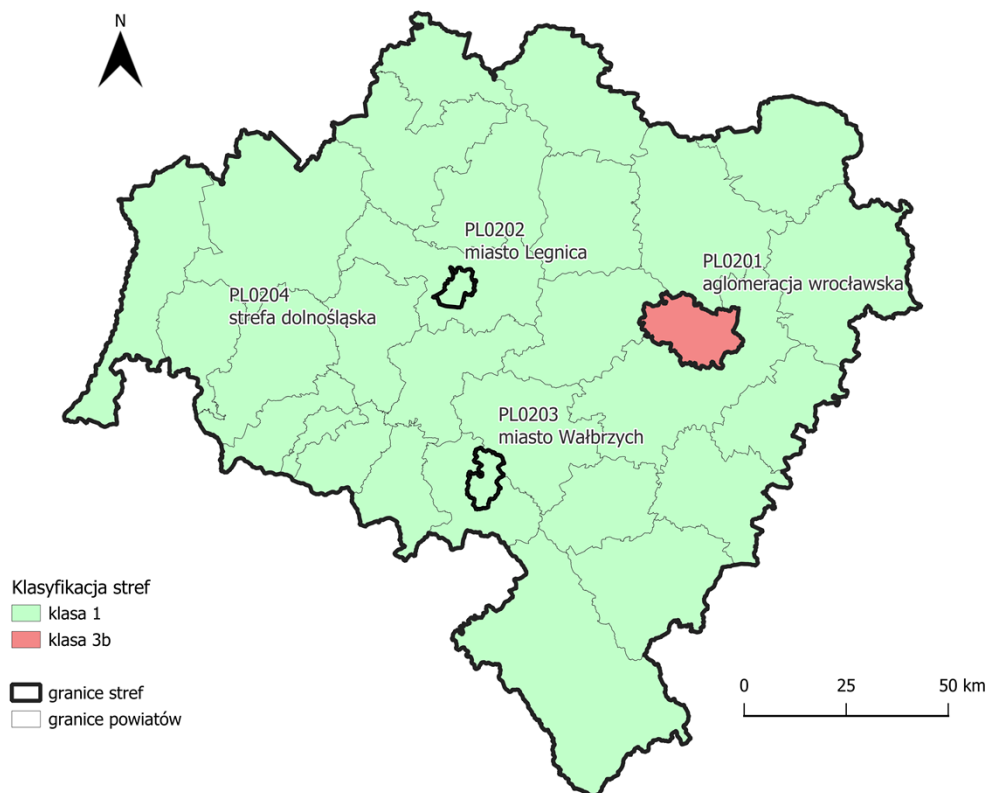 N
PL0202
miasto Legnica
PL0201
aglomeracja wrocławska
PL0204
strefa dolnośląska
PL0203
miasto Wałbrzych
Klasyfikacja stref
klasa 1
klasa 3b
granice stref
granice powiatów
0 25 50 km